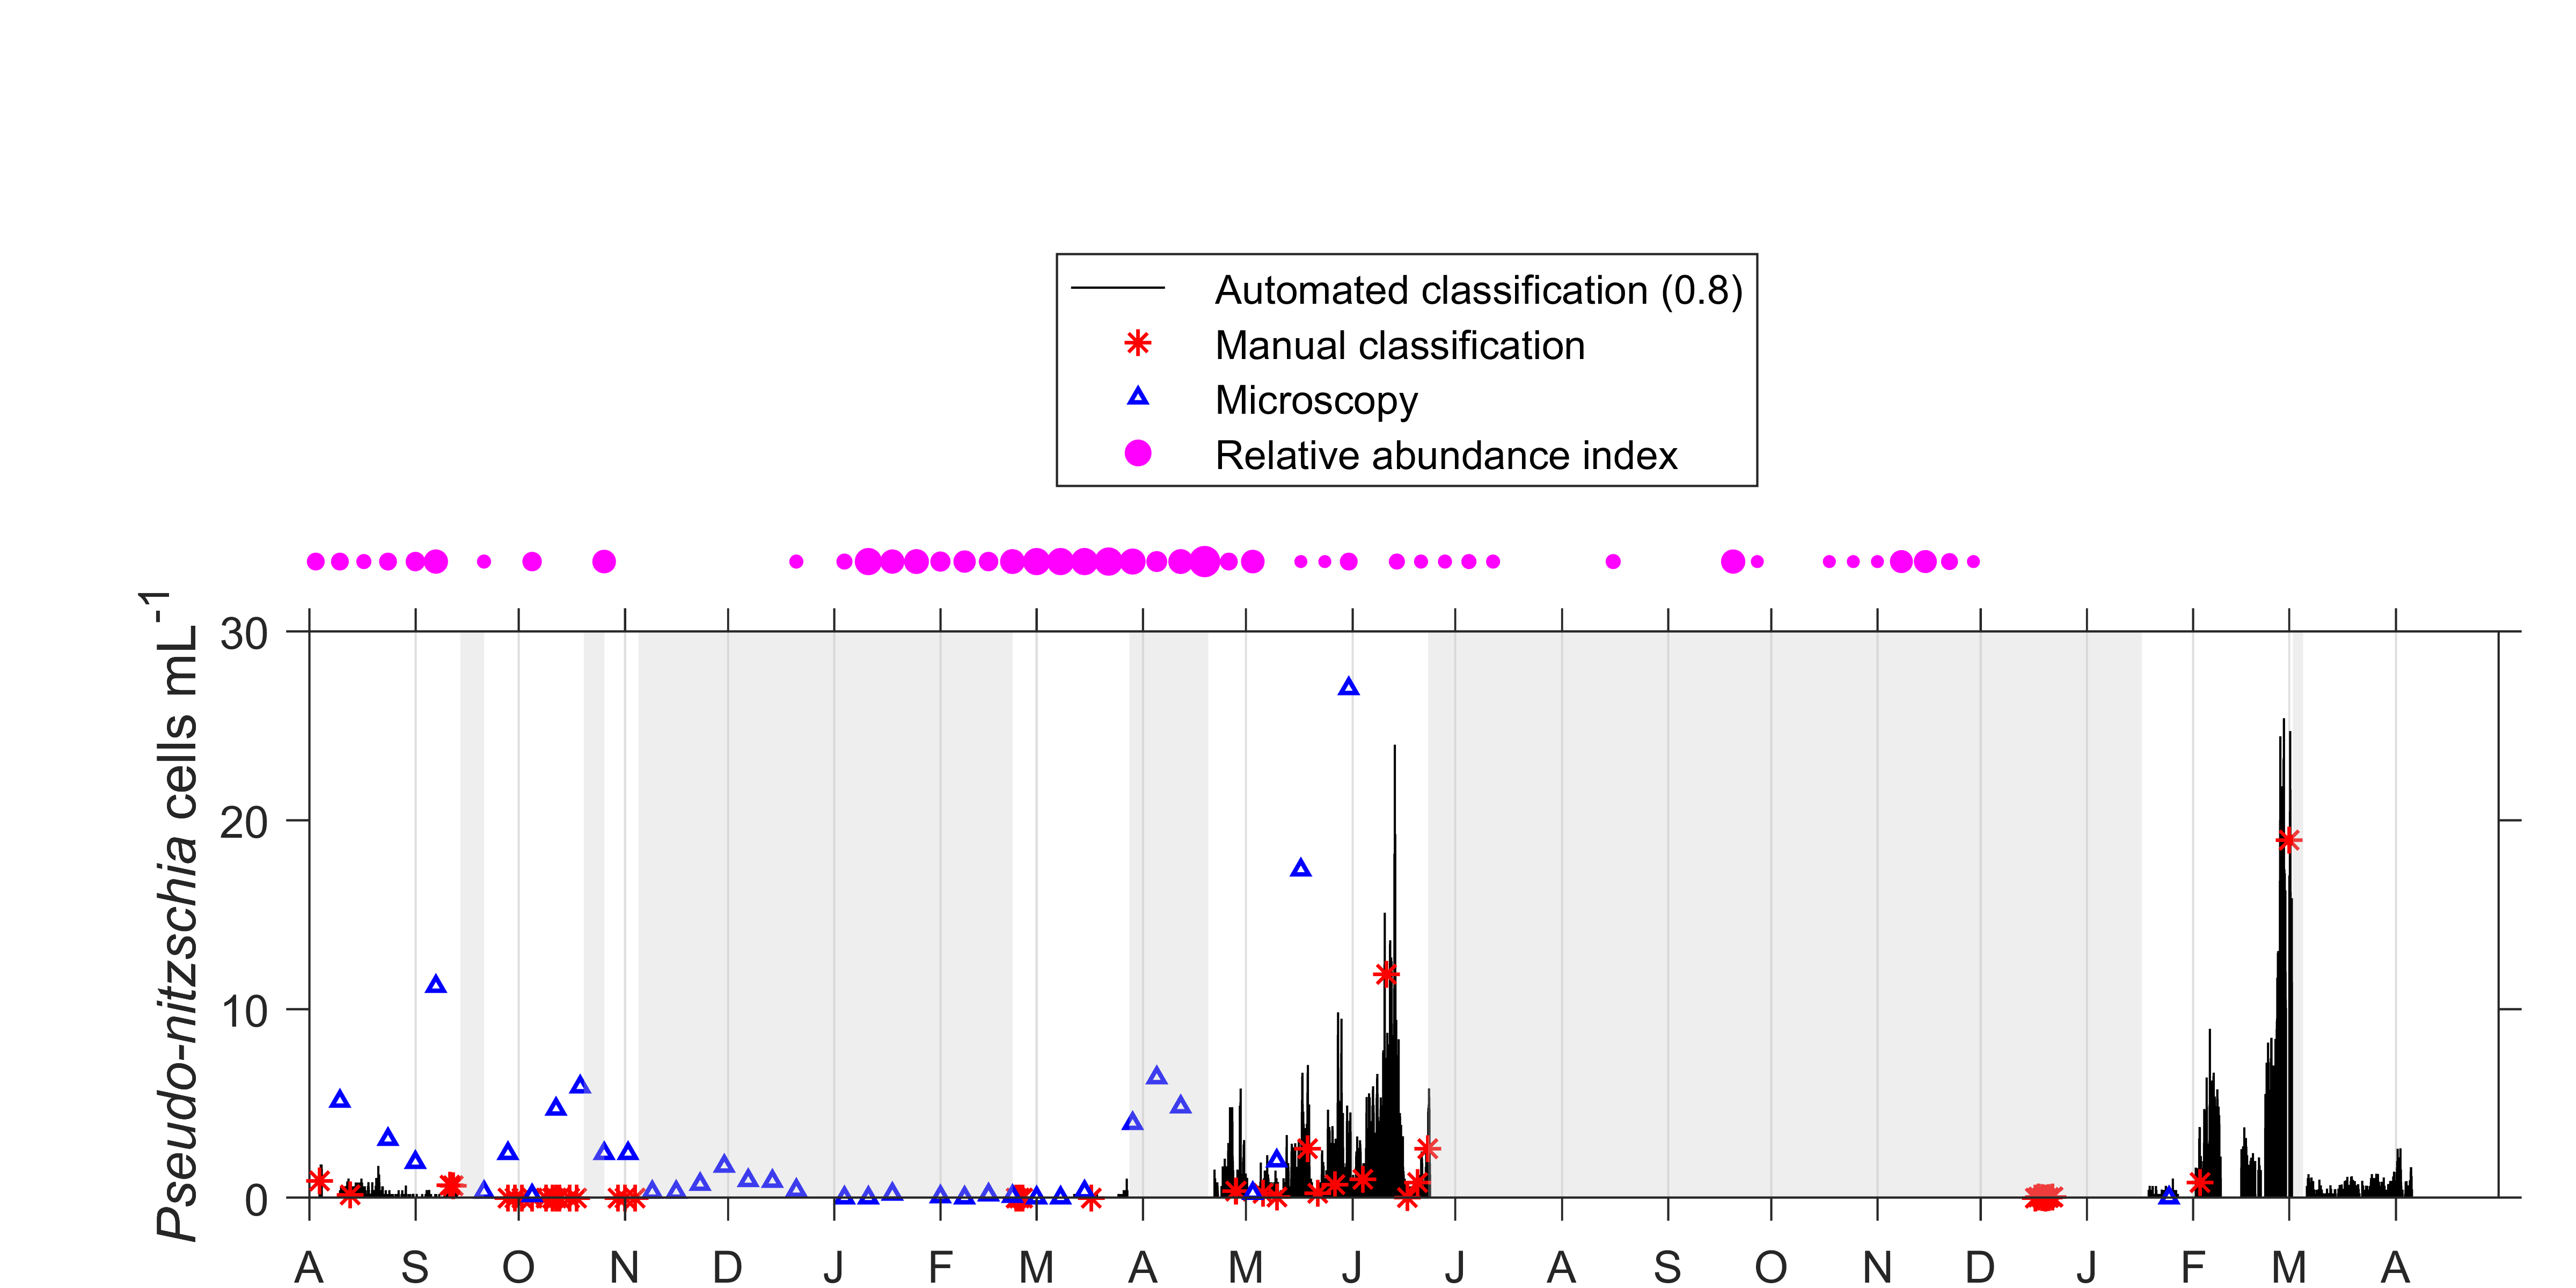 Automated classification (0.8)
Manual classification
Microscopy
Relative abundance index
Pseudo-nitzschia cells mL-1
30
20
10
0
A S O N D J F M A M J J A S O N D J F M A